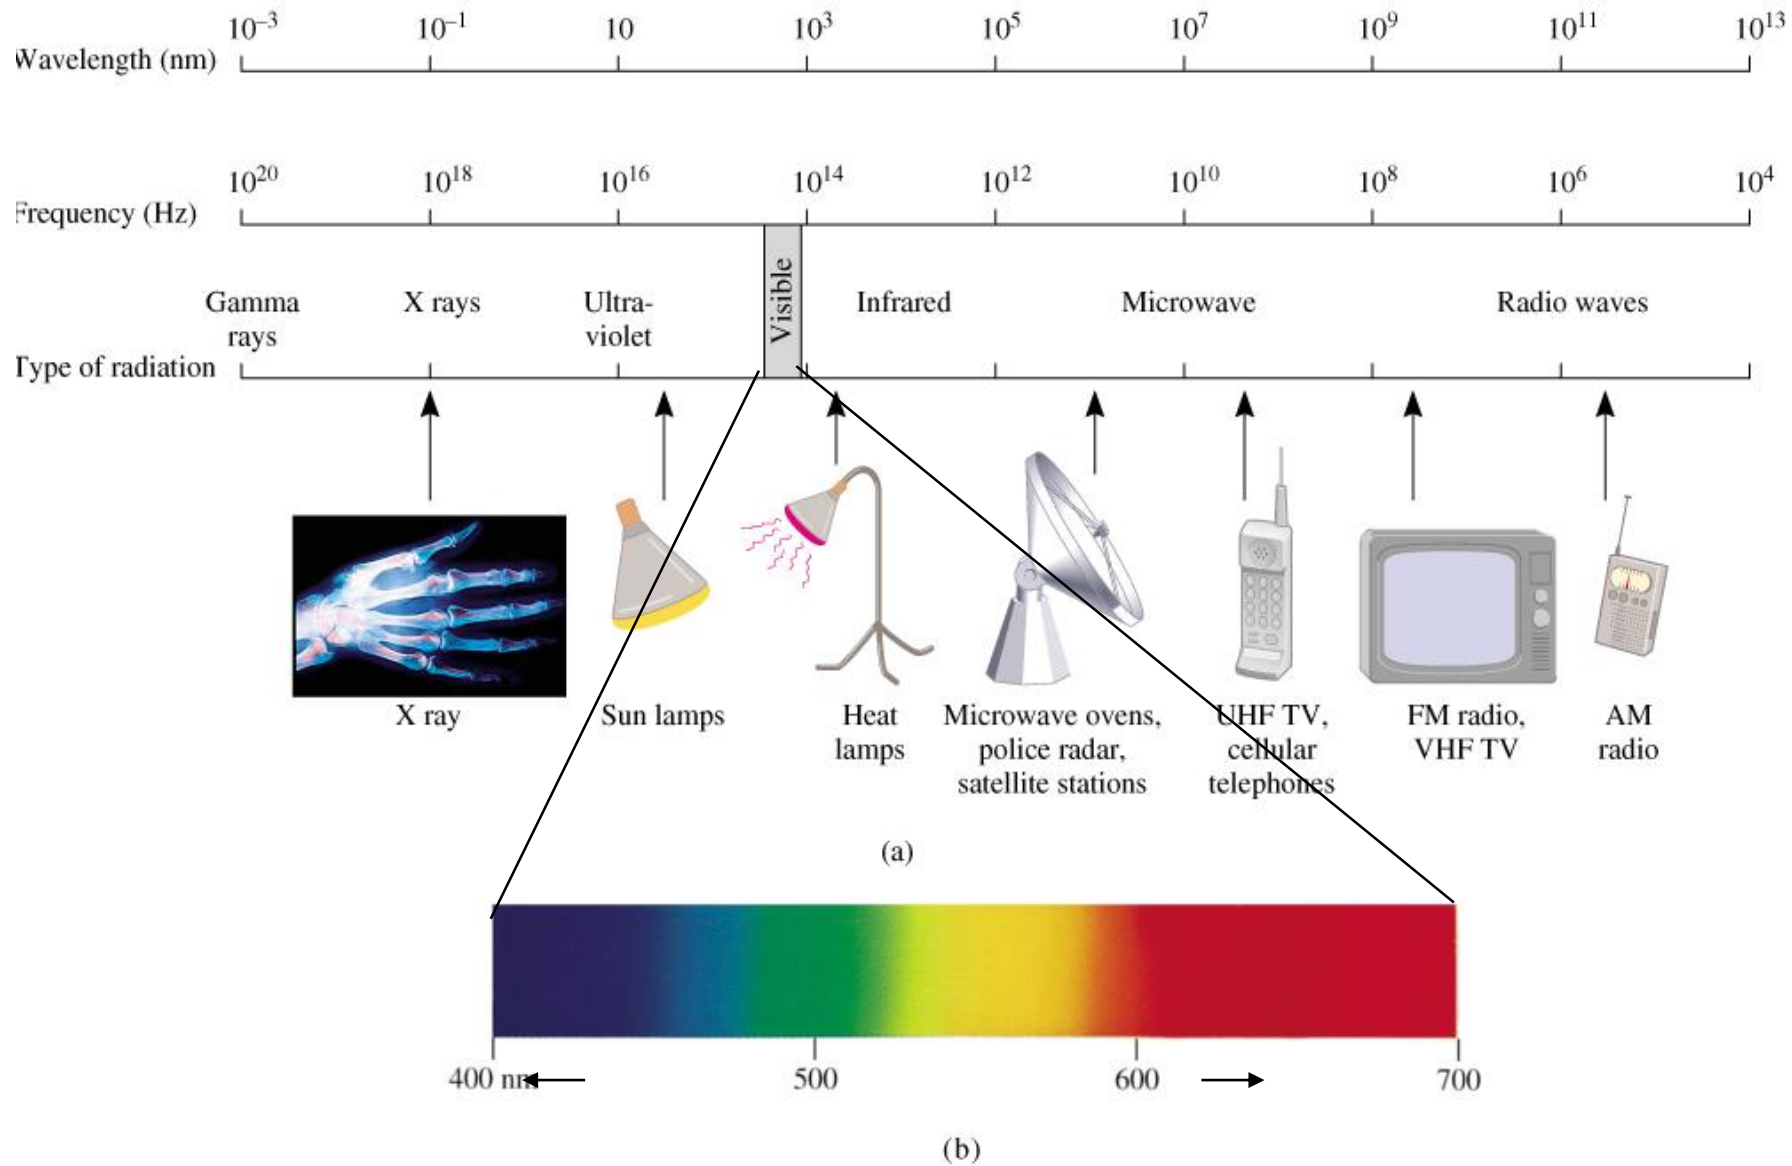 10⁻³ 10⁻¹ 10 10³ 10⁵ 10⁷ 10⁹ 10¹¹ 10¹³
Wavelength (nm)
10²⁰ 10¹⁸ 10¹⁶ 10¹⁴ 10¹² 10¹⁰ 10⁸ 10⁶ 10⁴
Frequency (Hz)
Gamma rays
X rays
Ultra-
violet
Visible
Infrared
Microwave
Radio waves
Type of radiation
X ray
Sun lamps
Heat
lamps
Microwave ovens,
police radar,
satellite stations
UHF TV,
cellular
telephones
FM radio,
VHF TV
AM
radio
(a)
400 nm 500 600 700
(b)